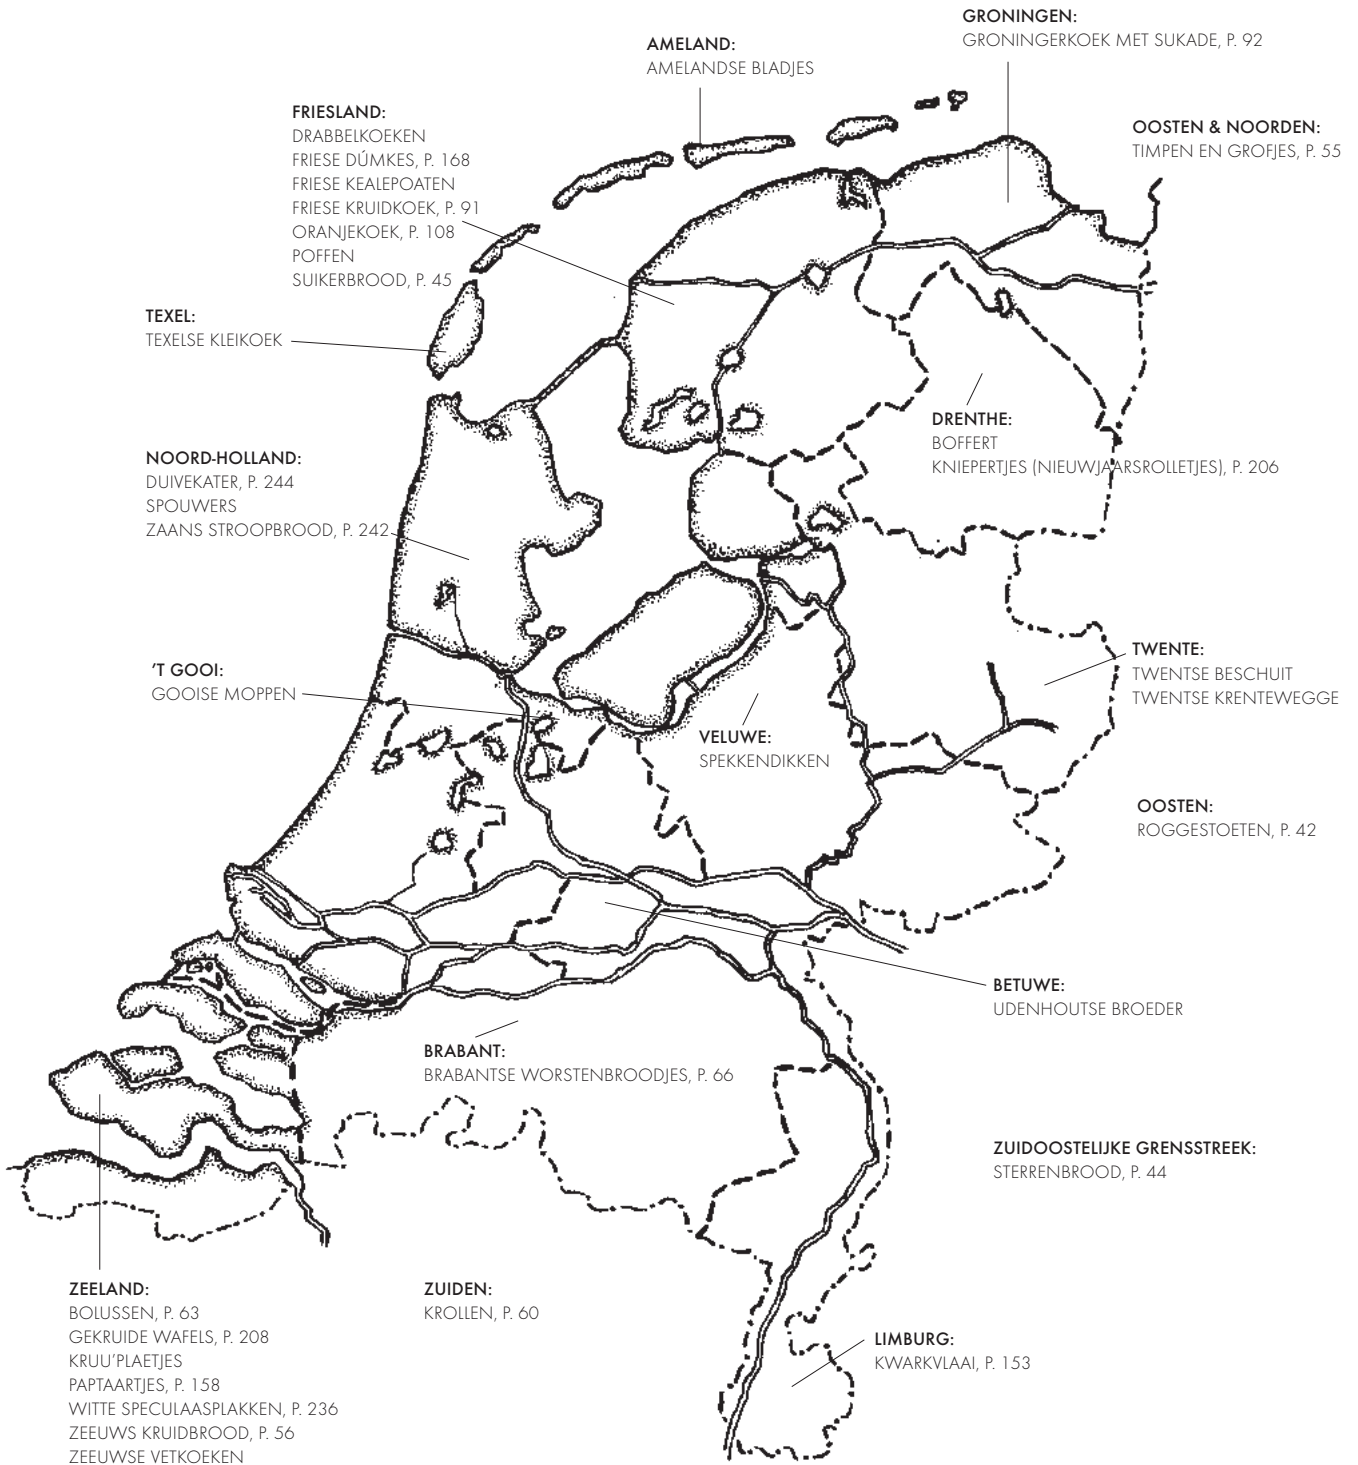 GRONINGEN:
GRONINGERKOEK MET SUKADE, P. 92
AMELAND:
AMELANDSE BLADJES
FRIESLAND:
DRABBELKOEKEN
FRIESE DÚMKES, P. 168
FRIESE KEALEPOATEN
FRIESE KRUIDKOEK, P. 91
ORANJEKOEK, P. 108
POFFEN
SUIKERBROOD, P. 45
OOSTEN & NOORDEN:
TIMPEN EN GROFJES, P. 55
TEXEL:
TEXELSE KLEIKOEK
DRENTHE:
BOFFERT
KNIEPERTJES (NIEUWJAARSROLLETJES), P. 206
NOORD-HOLLAND:
DUIVEKATER, P. 244
SPOUWERS
ZAANS STROOPBROOD, P. 242
'T GOOI:
GOOISE MOPPEN
TWENTE:
TWENTSE BESCHUIT
TWENTSE KRENTEWEGGE
VELUWE:
SPEKKENDIKKEN
OOSTEN:
ROGGESTOETEN, P. 42
BETUWE:
UDENHOUTSE BROEDER
BRABANT:
BRABANTSE WORSTENBROODJES, P. 66
ZUIDOOSTELIJKE GRENSSTREEK:
STERRENBROOD, P. 44
ZEELAND:
BOLUSSEN, P. 63
GEKRUIDE WAFELS, P. 208
KRUU'PLAETJES
PAPTAARTJES, P. 158
WITTE SPECULAASPLAKKEN, P. 236
ZEEUWS KRUIDBROOD, P. 56
ZEEUWSE VETKOEKEN
ZUIDEN:
KROLLEN, P. 60
LIMBURG:
KWARKVLAAI, P. 153